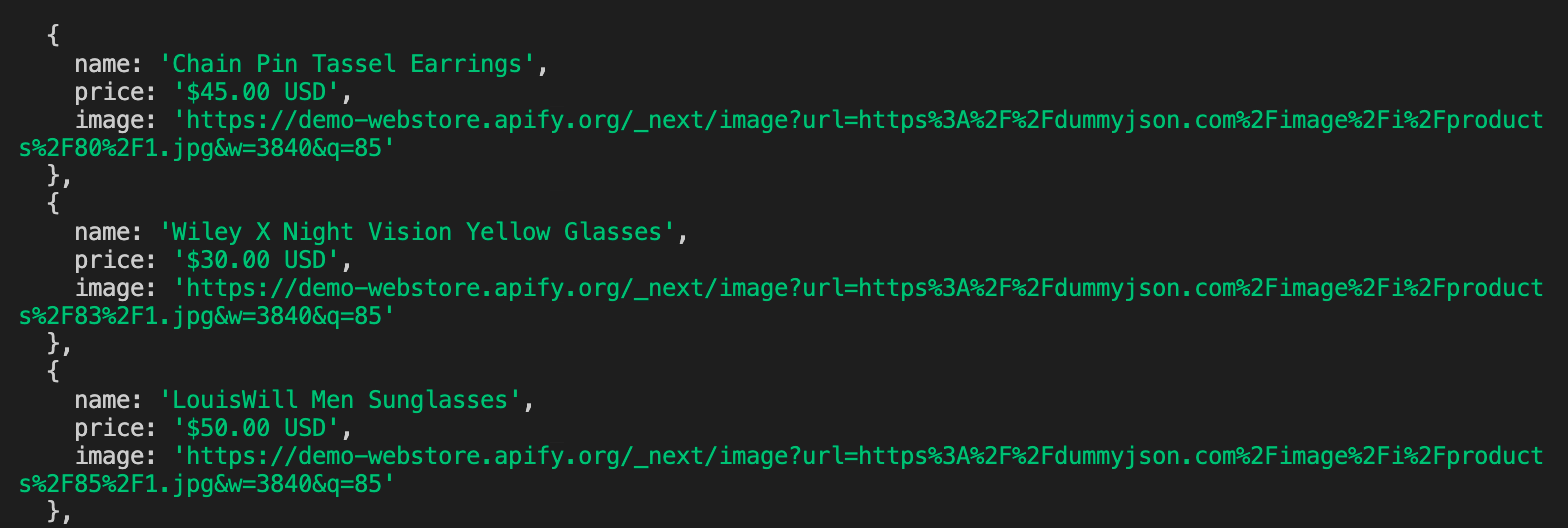 {
name: 'Chain Pin Tassel Earrings',
price: '$45.00 USD',
image: 'https://demo-webstore.apify.org/_next/image?url=https%3A%2F%2Fdummyjson.com%2Fimage%2Fi%2Fproduct
s%2F80%2F1.jpg&w=3840&q=85'
},
{
name: 'Wiley X Night Vision Yellow Glasses',
price: '$30.00 USD',
image: 'https://demo-webstore.apify.org/_next/image?url=https%3A%2F%2Fdummyjson.com%2Fimage%2Fi%2Fproduct
s%2F83%2F1.jpg&w=3840&q=85'
},
{
name: 'LouisWill Men Sunglasses',
price: '$50.00 USD',
image: 'https://demo-webstore.apify.org/_next/image?url=https%3A%2F%2Fdummyjson.com%2Fimage%2Fi%2Fproduct
s%2F85%2F1.jpg&w=3840&q=85'
},